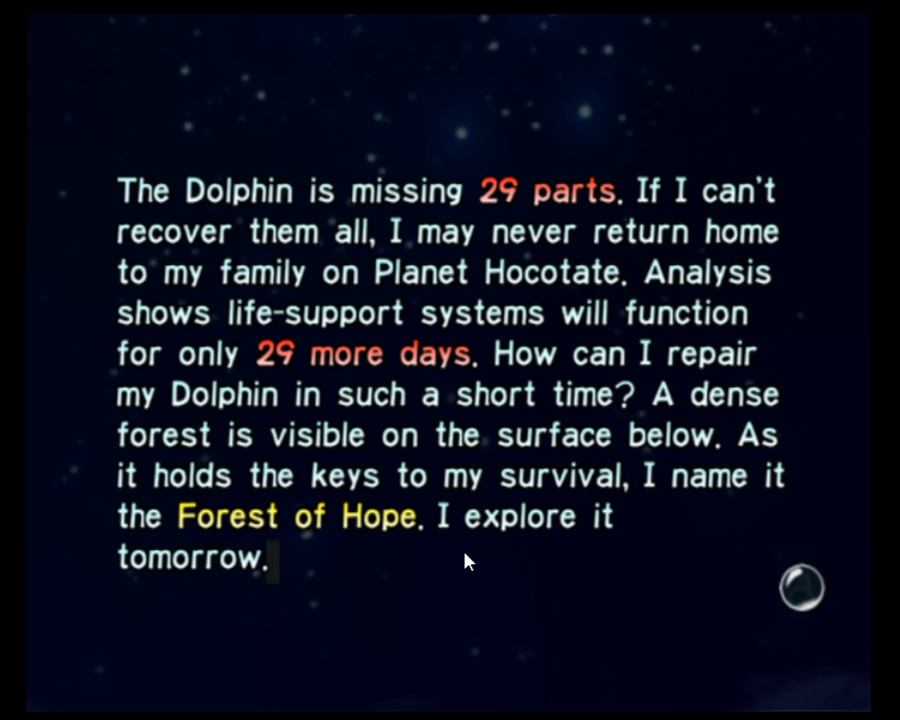 The Dolphin is missing 29 parts. If I can't
recover them all, I may never return home
to my family on Planet Hocotate. Analysis
shows life-support systems will function
for only 29 more days. How can I repair
my Dolphin in such a short time? A dense
forest is visible on the surface below. As
it holds the keys to my survival, I name it
the Forest of Hope. I explore it
tomorrow.